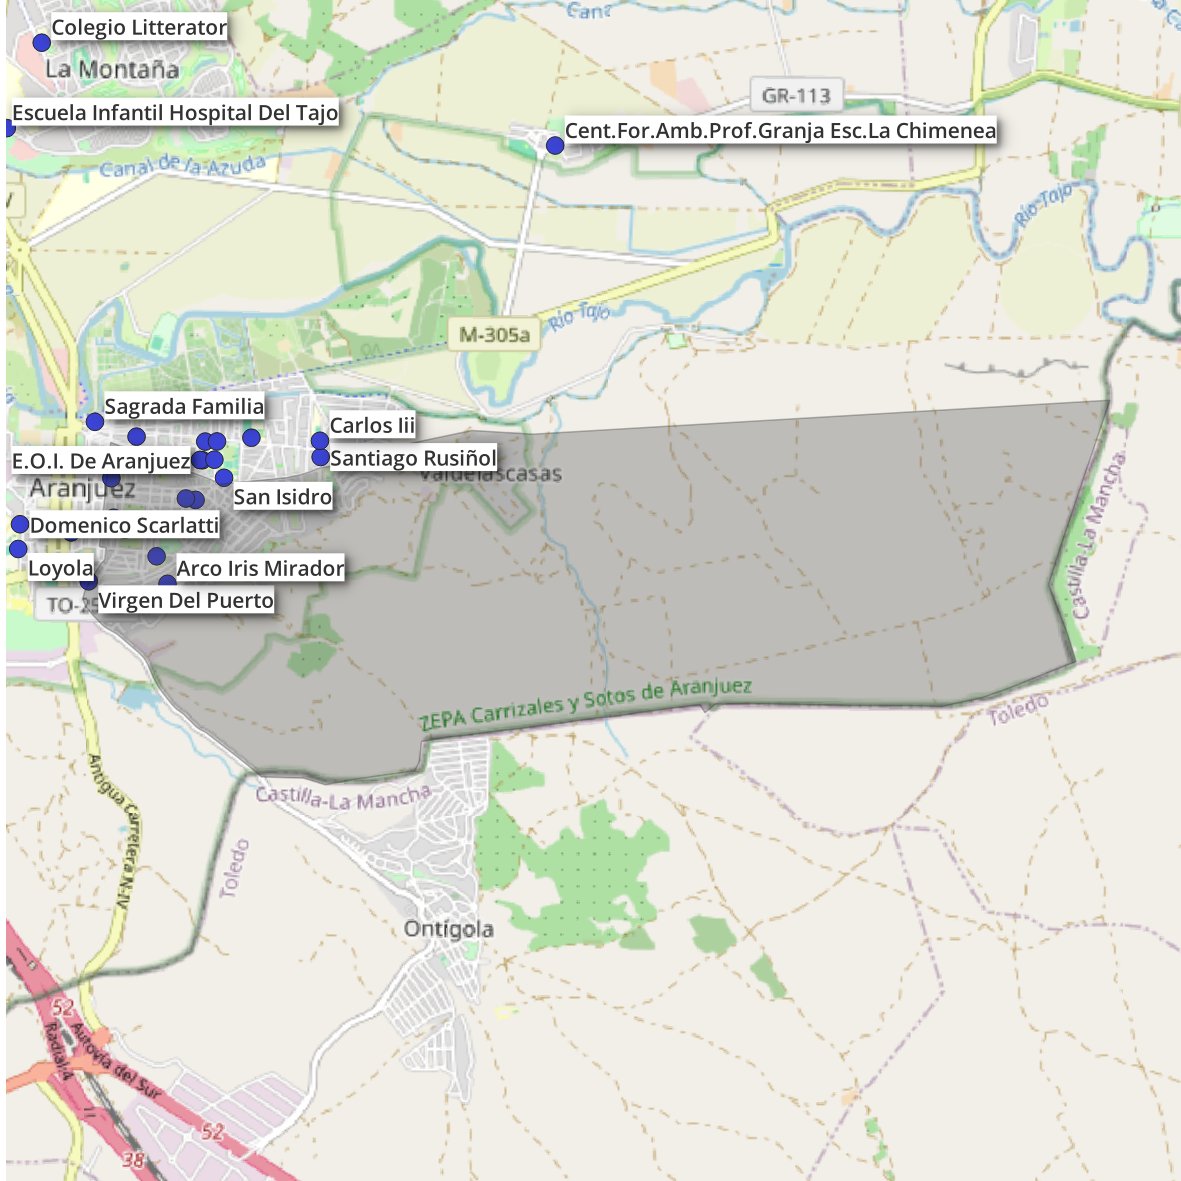 Colegio Litterator
La Montaña
Escuela Infantil Hospital Del Tajo
GR-113
Cent.For.Amb.Prof.Granja Esc.La Chimenea
Canal de la Azuda
Río Tajo
Río Tajo
M-305a
Sagrada Familia
Carlos Iii
E.O.I. De Aranjuez
Santiago Rusiñol
Valdelascasas
Aranjuez
San Isidro
Domenico Scarlatti
Loyola
Arco Iris Mirador
Virgen Del Puerto
Castilla-La Mancha
ZEPA Carrizales y Sotos de Aranjuez
Toledo
Castilla-La Mancha
Antigua Carretera N-IV
Toledo
Ontígola
52
Radial 4
Autovía del Sur
52
38